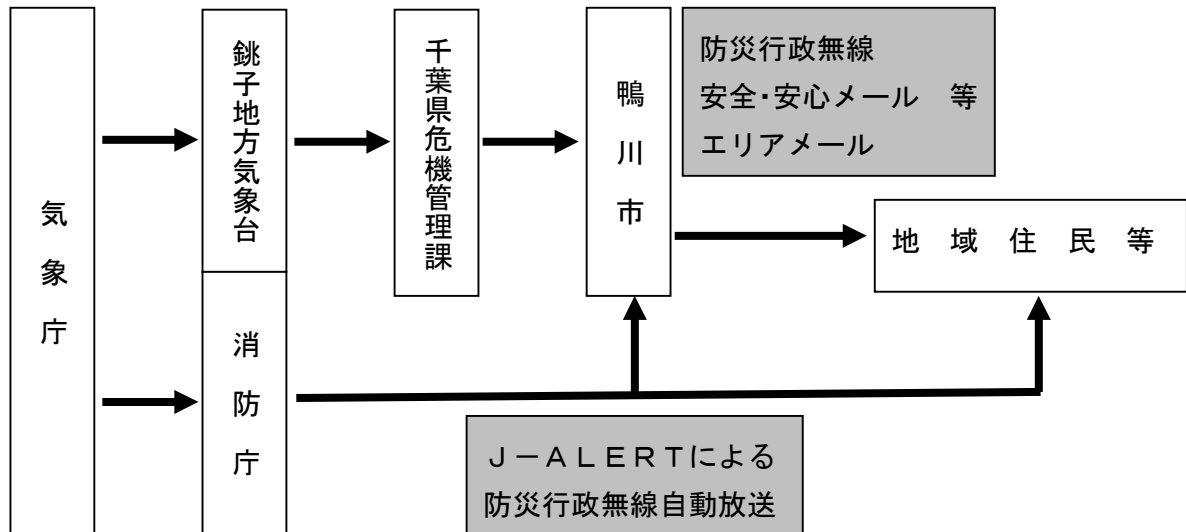 気象庁
銚子地方気象台
消防庁
千葉県危機管理課
鴨川市
防災行政無線
安全・安心メール　等
エリアメール
地域住民等
Ｊ－ＡＬＥＲＴによる
防災行政無線自動放送